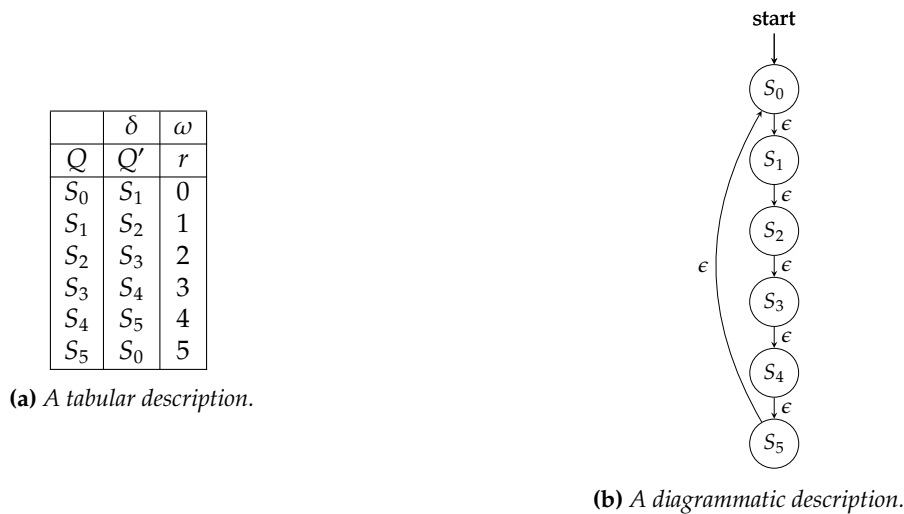 δ ω
Q Q′ r
S0 S1 0
S1 S2 1
S2 S3 2
S3 S4 3
S4 S5 4
S5 S0 5
(a) A tabular description.
start
S0
ϵ
S1
ϵ
S2
ϵ
ϵ
S3
ϵ
S4
ϵ
S5
(b) A diagrammatic description.